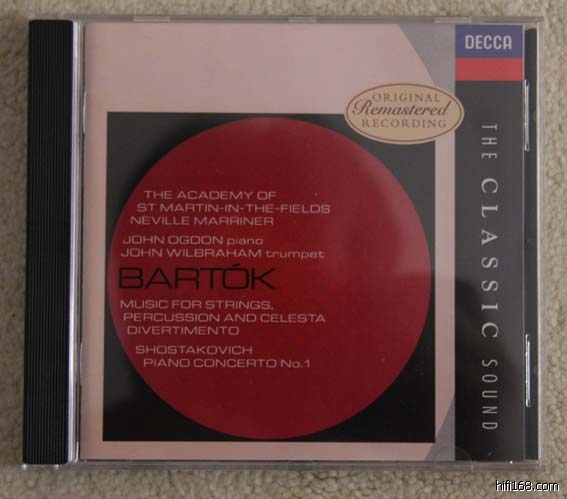 DECCA
ORIGINAL
Remastered
RECORDING
THE CLASSIC SOUND
THE ACADEMY OF
ST MARTIN-IN-THE-FIELDS
NEVILLE MARRINER
JOHN OGDON piano
JOHN WILBRAHAM trumpet
BARTÓK
MUSIC FOR STRINGS,
PERCUSSION AND CELESTA
DIVERTIMENTO
SHOSTAKOVICH
PIANO CONCERTO No.1
hifi168.com